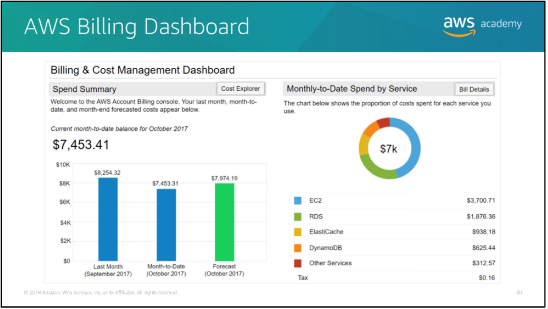 AWS Billing Dashboard
aws academy
Billing & Cost Management Dashboard
Spend Summary
Cost Explorer
Welcome to the AWS Account Billing console. Your last month, month-to-
date, and month-end forecasted costs appear below.
Current month-to-date balance for October 2017
$7,453.41
$10K
$8K
$6K
$4K
$2K
$0
$8,254.32
$7,453.31
$7,974.19
Last Month
(September 2017)
Month-to-Date
(October 2017)
Forecast
(October 2017)
Monthly-to-Date Spend by Service
Bill Details
The chart below shows the proportion of costs spent for each service you
use.
$7k
EC2 $3,700.71
RDS $1,876.36
ElastiCache $938.18
DynamoDB $625.44
Other Services $312.57
Tax $0.16
© 2019 Amazon Web Services, Inc. or its Affiliates. All rights reserved.
40